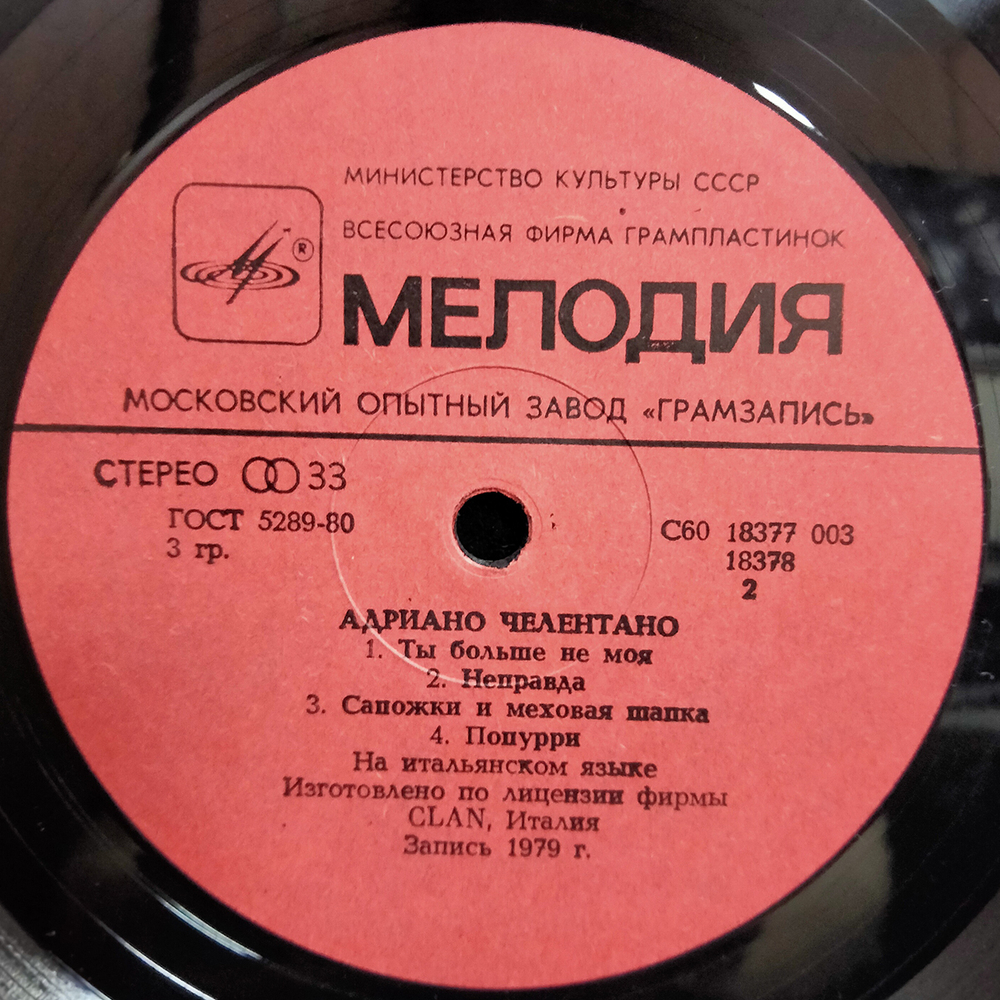 МИНИСТЕРСТВО КУЛЬТУРЫ СССР
ВСЕСОЮЗНАЯ ФИРМА ГРАМПЛАСТИНОК
®
МЕЛОДИЯ
МОСКОВСКИЙ ОПЫТНЫЙ ЗАВОД «ГРАМЗАПИСЬ»
СТЕРЕО 33
ГОСТ 5289-80
3 гр.
С60 18377 003
18378
2
АДРИАНО ЧЕЛЕНТАНО
1. Ты больше не моя
2. Неправда
3. Сапожки и меховая шапка
4. Попурри
На итальянском языке
Изготовлено по лицензии фирмы
CLAN, Италия
Запись 1979 г.